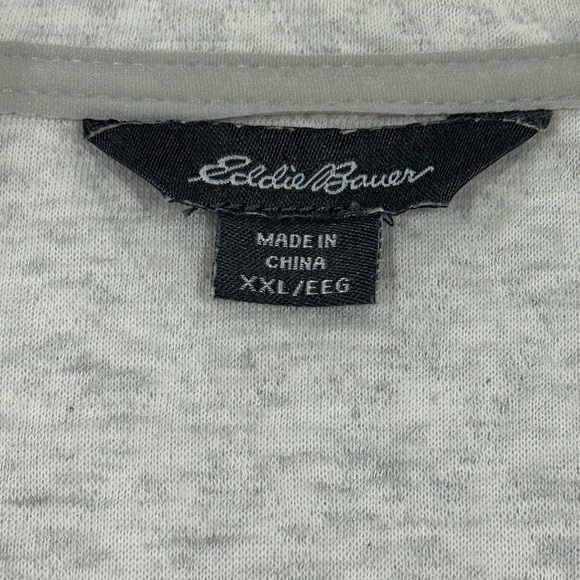 Eddie Bauer
MADE IN
CHINA
XXL/EEG